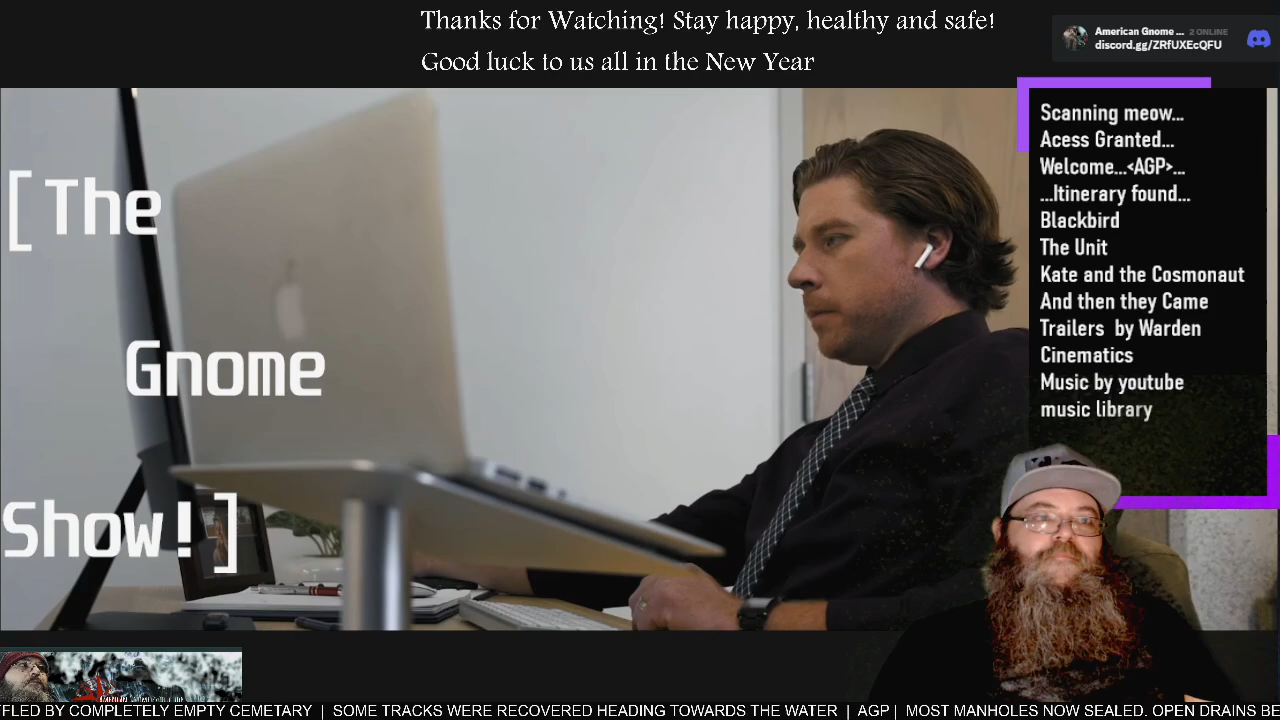 Thanks for Watching! Stay happy, healthy and safe!
Good luck to us all in the New Year
American Gnome ... 2 ONLINE
discord.gg/ZRfUXEcQFU
Scanning meow...
Acess Granted...
Welcome...<AGP>...
...Itinerary found...
Blackbird
The Unit
Kate and the Cosmonaut
And then they Came
Trailers by Warden
Cinematics
Music by youtube
music library
[The
Gnome
Show!]
FFLED BY COMPLETELY EMPTY CEMETARY | SOME TRACKS WERE RECOVERED HEADING TOWARDS THE WATER | AGP | MOST MANHOLES NOW SEALED. OPEN DRAINS BE